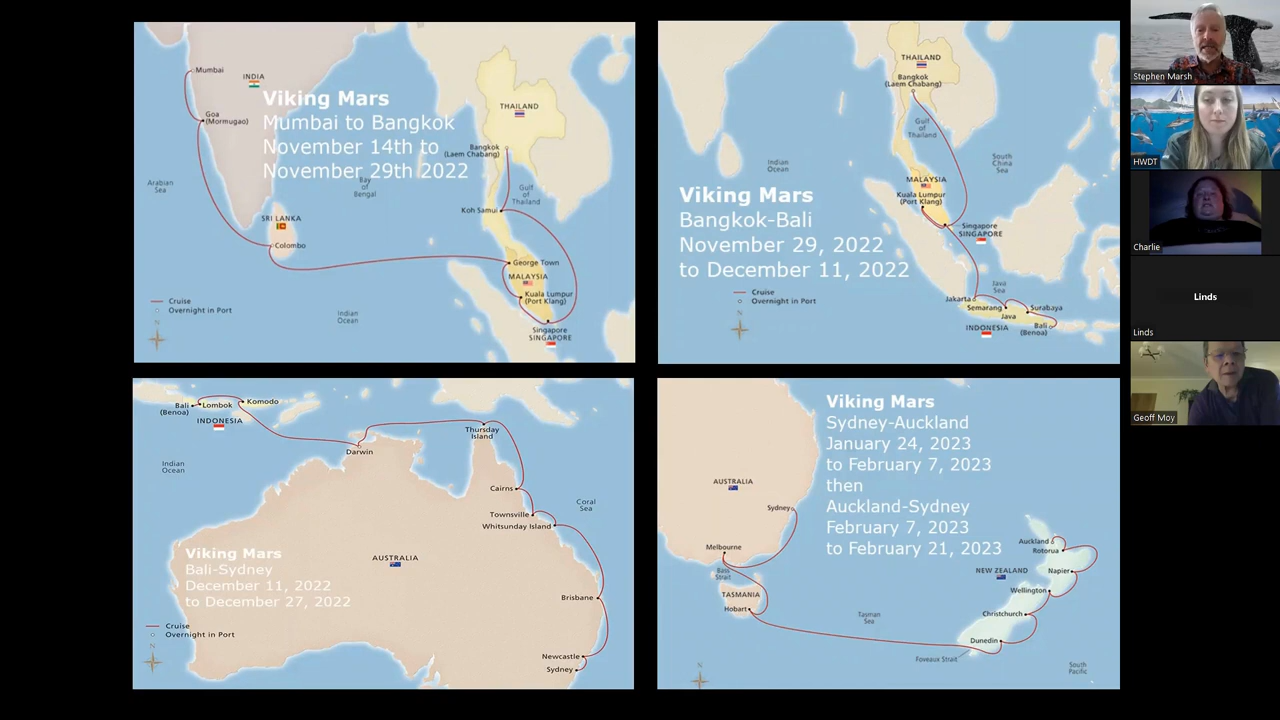 Mumbai
INDIA
Viking Mars
Mumbai to Bangkok
November 14th to
November 29th 2022
Goa
(Mormugao)
THAILAND
Bangkok
(Laem Chabang)
Arabian
Sea
Bay
of
Bengal
Gulf
of
Thailand
Koh Samui
SRI LANKA
Colombo
George Town
MALAYSIA
Kuala Lumpur
(Port Klang)
Cruise
Overnight in Port
Indian
Ocean
Singapore
SINGAPORE
THAILAND
Bangkok
(Laem Chabang)
Gulf
of
Thailand
Indian
Ocean
South
China
Sea
MALAYSIA
Kuala Lumpur
(Port Klang)
Viking Mars
Bangkok-Bali
November 29, 2022
to December 11, 2022
Singapore
SINGAPORE
Cruise
Overnight in Port
Java
Sea
Jakarta
Semarang
Java
Surabaya
Bali
(Benoa)
INDONESIA
Bali
(Benoa)
Lombok
Komodo
INDONESIA
Thursday
Island
Darwin
Indian
Ocean
Cairns
Coral
Sea
Townsville
Whitsunday Island
Viking Mars
Bali-Sydney
December 11, 2022
to December 27, 2022
AUSTRALIA
Brisbane
Cruise
Overnight in Port
Newcastle
Sydney
N
Viking Mars
Sydney-Auckland
January 24, 2023
to February 7, 2023
then
Auckland-Sydney
February 7, 2023
to February 21, 2023
AUSTRALIA
Sydney
Melbourne
Bass
Strait
TASMANIA
Hobart
Tasman
Sea
Auckland
Rotorua
Napier
NEW ZEALAND
Wellington
Christchurch
Dunedin
Foveaux Strait
South
Pacific
N
Stephen Marsh
HWDT
Charlie
Linds
Linds
Geoff Moy